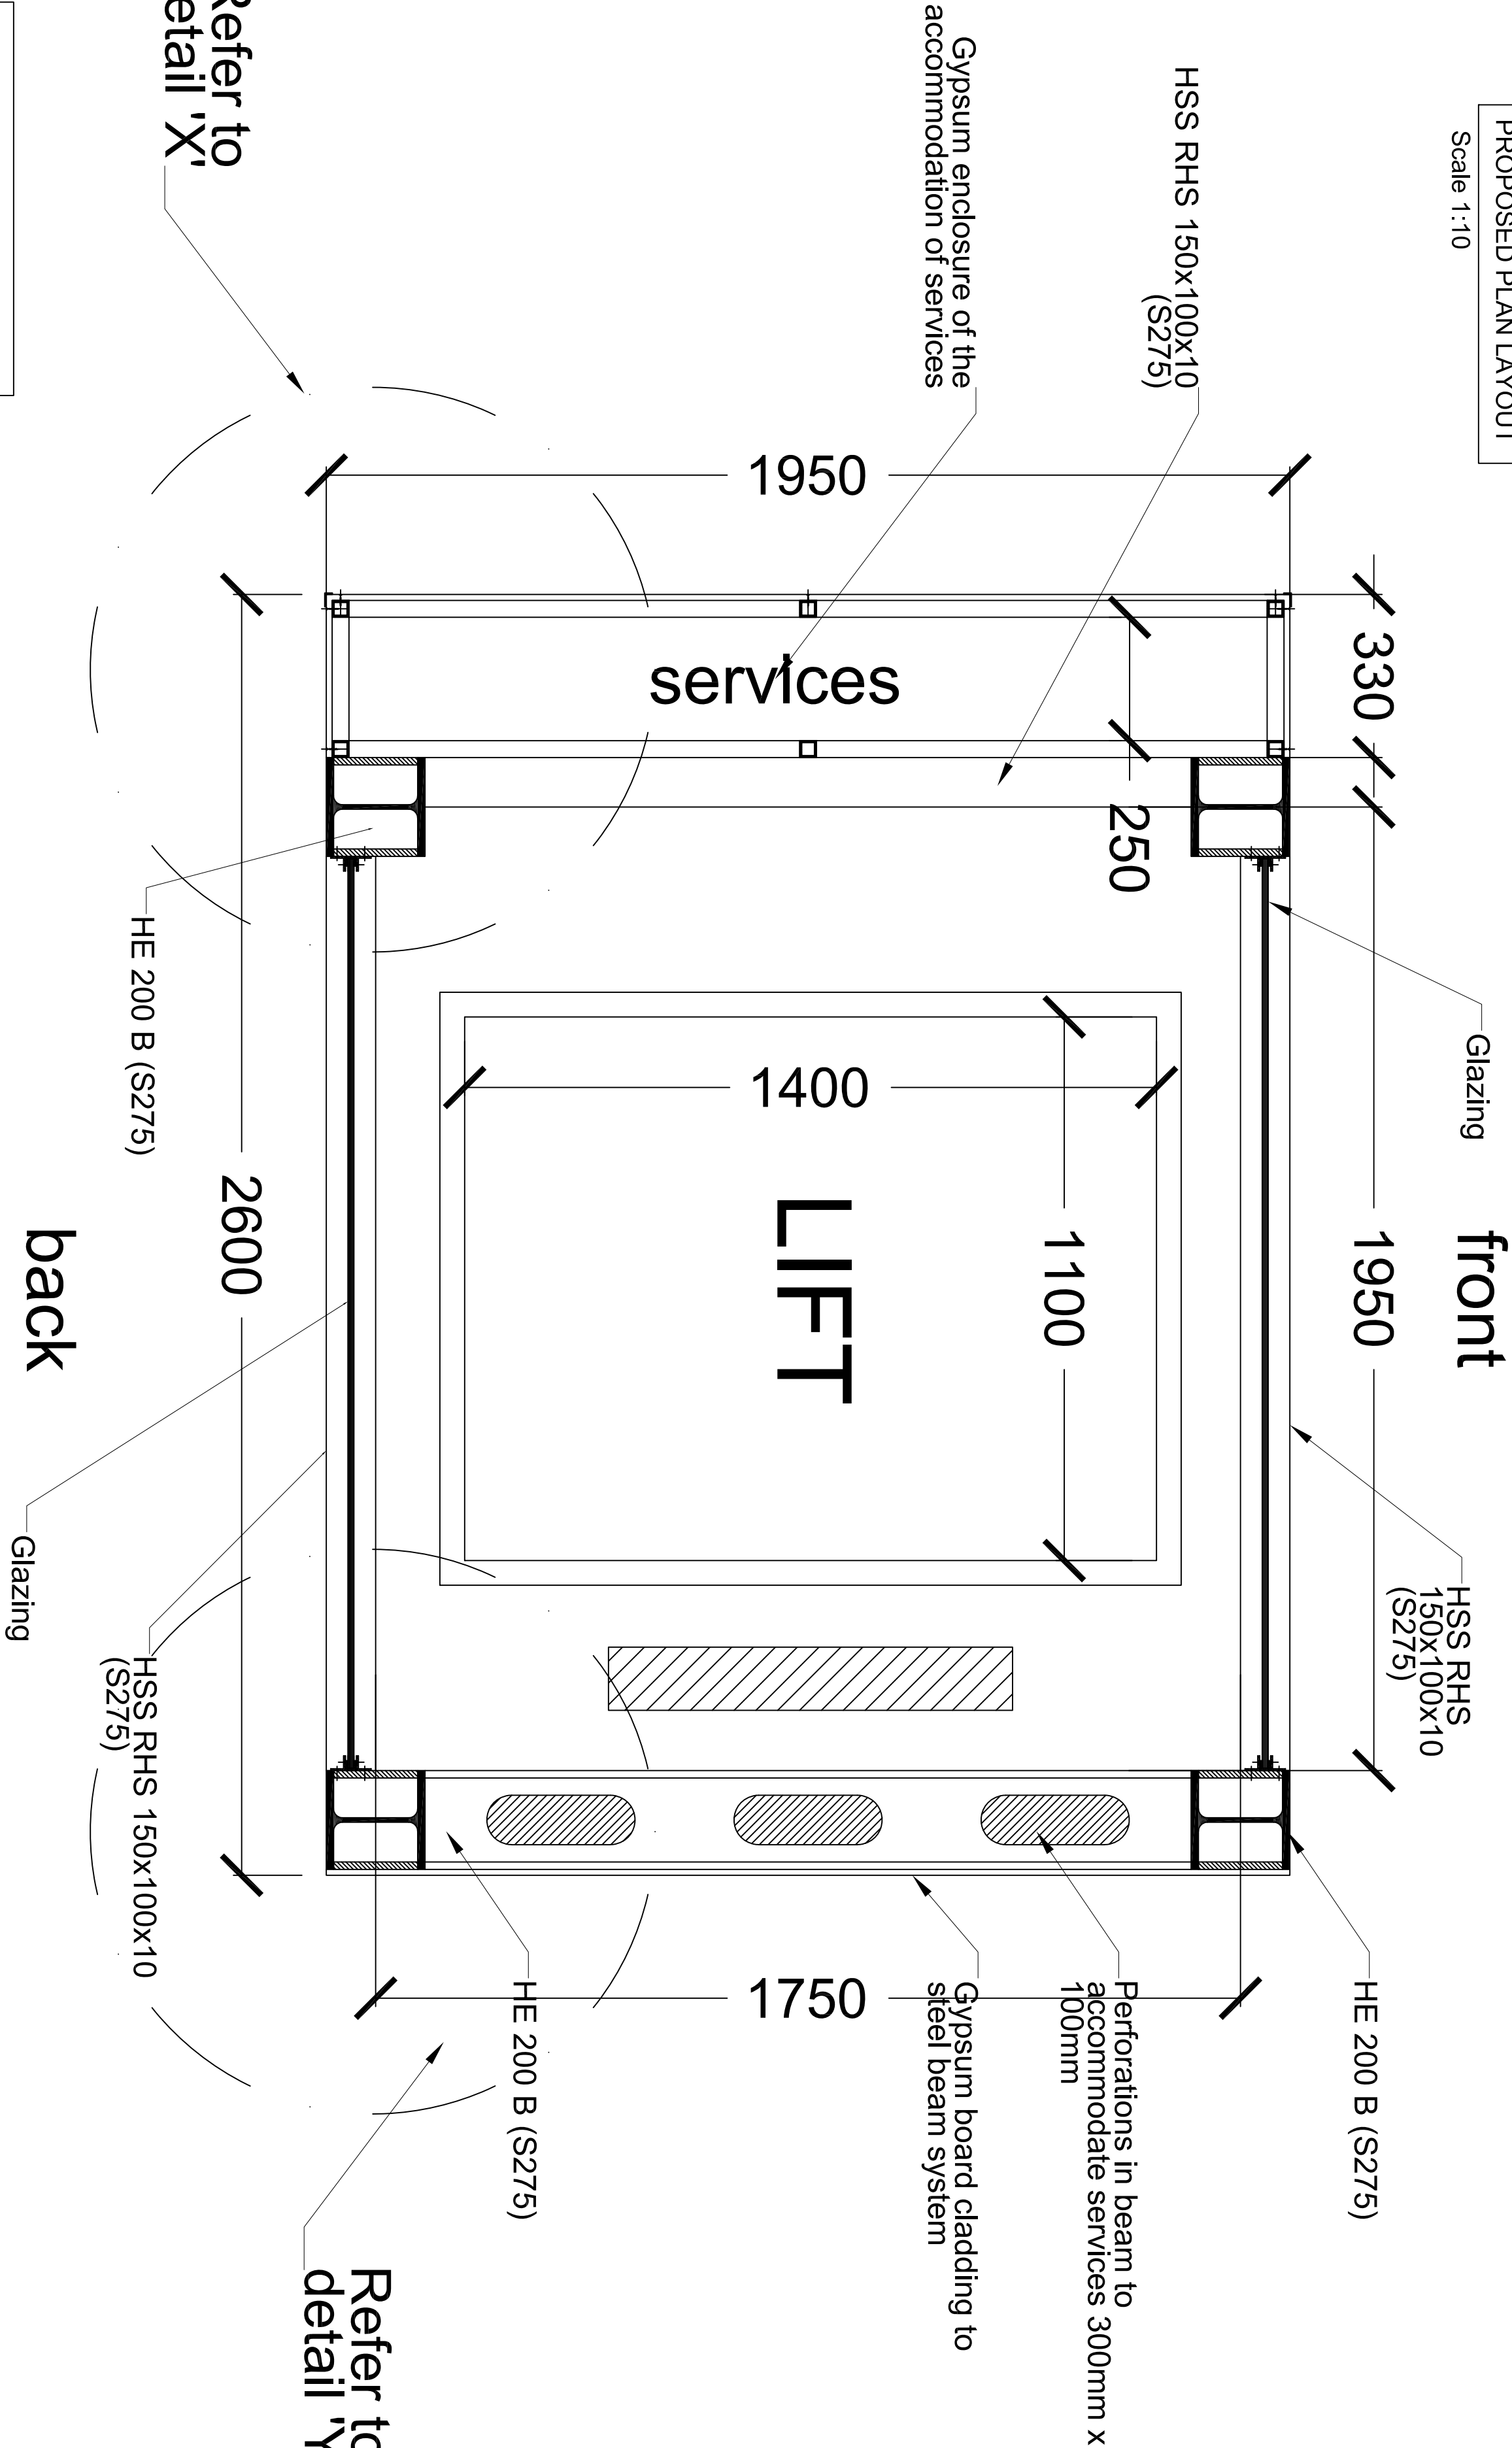 PROPOSED PLAN LAYOUT
Scale 1:10
HSS RHS 150x100x10
(S275)
Gypsum enclosure of the
accommodation of services
Refer to
detail 'X'
1950
330
services
250
1950
front
Glazing
HE 200 B (S275)
1400
1100
LIFT
2600
back
HSS RHS
150x100x10
(S275)
Glazing
HSS RHS 150x100x10
(S275)
1750
HE 200 B (S275)
Perforations in beam to
accommodate services 300mm x
100mm
Gypsum board cladding to
steel beam system
HE 200 B (S275)
Refer to
detail 'Y